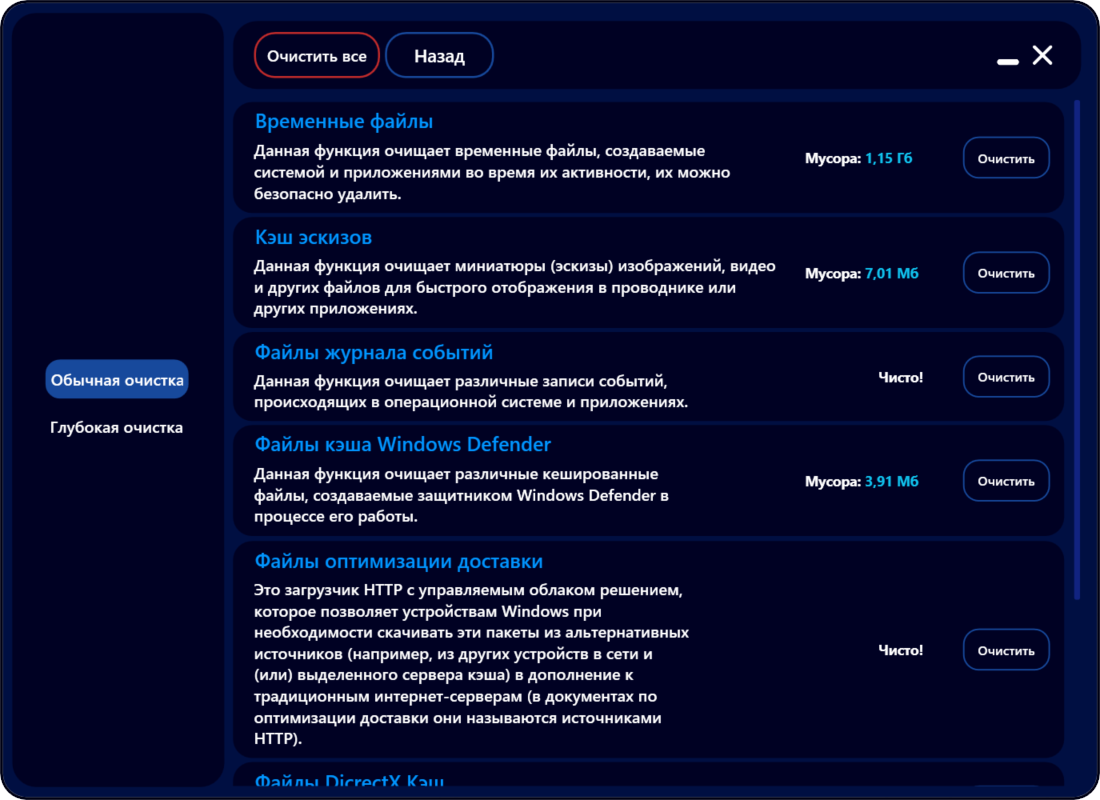 Очистить все
Назад
Обычная очистка
Глубокая очистка
Временные файлы
Данная функция очищает временные файлы, создаваемые
системой и приложениями во время их активности, их можно
безопасно удалить.
Мусора: 1,15 Гб
Очистить
Кэш эскизов
Данная функция очищает миниатюры (эскизы) изображений, видео
и других файлов для быстрого отображения в проводнике или
других приложениях.
Мусора: 7,01 Мб
Очистить
Файлы журнала событий
Данная функция очищает различные записи событий,
происходящих в операционной системе и приложениях.
Чисто!
Очистить
Файлы кэша Windows Defender
Данная функция очищает различные кешированные
файлы, создаваемые защитником Windows Defender в
процессе его работы.
Мусора: 3,91 Мб
Очистить
Файлы оптимизации доставки
Это загрузчик HTTP с управляемым облаком решением,
которое позволяет устройствам Windows при
необходимости скачивать эти пакеты из альтернативных
источников (например, из других устройств в сети и
(или) выделенного сервера кэша) в дополнение к
традиционным интернет-серверам (в документах по
оптимизации доставки они называются источниками
HTTP).
Чисто!
Очистить
Файлы DicrectX Кэш